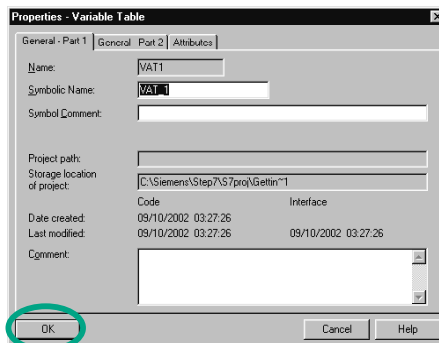 Properties - Variable Table
General - Part 1 General Part 2 Attributes
Name: VAT1
Symbolic Name: VAT_1
Symbol Comment:
Project path:
Storage location
of project: C:\Siemens\Step7\S7proj\Gettin~1
Code Interface
Date created: 09/10/2002 03:27:26
Last modified: 09/10/2002 03:27:26 09/10/2002 03:27:26
Comment:
OK Cancel Help